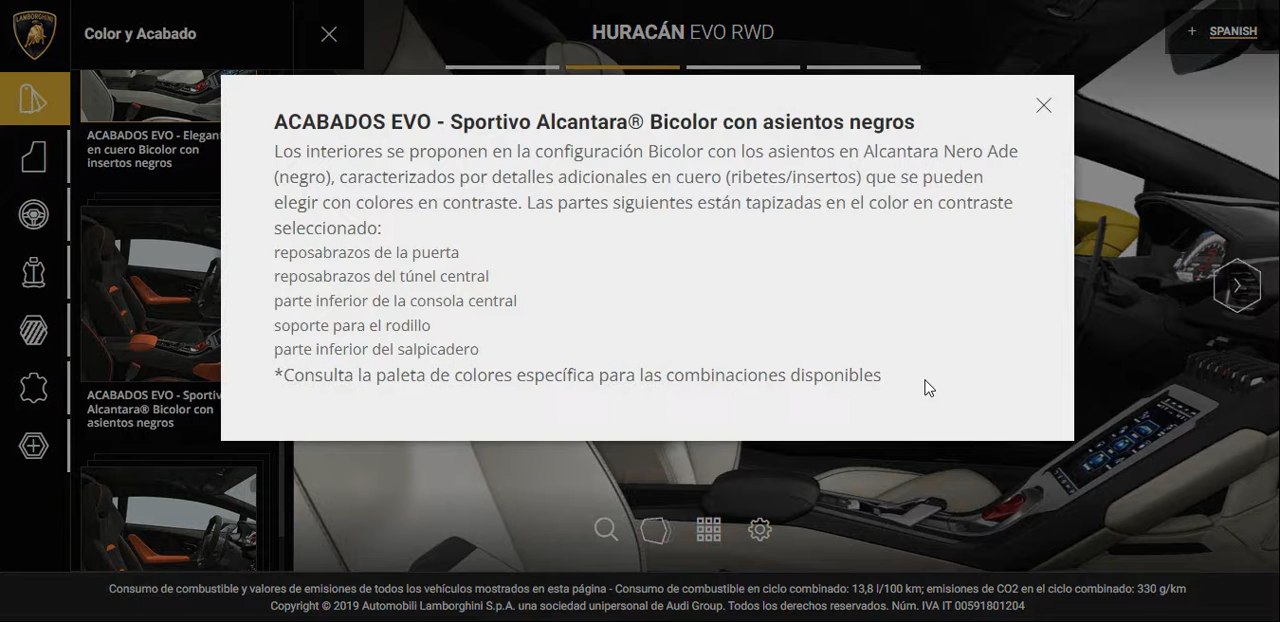 LAMBORGHINI
Color y Acabado
HURACÁN EVO RWD
+ SPANISH
ACABADOS EVO - Elegan
en cuero Bicolor con
insertos negros
ACABADOS EVO - Sportiv
Alcantara® Bicolor con
asientos negros
ACABADOS EVO - Sportivo Alcantara® Bicolor con asientos negros
Los interiores se proponen en la configuración Bicolor con los asientos en Alcantara Nero Ade
(negro), caracterizados por detalles adicionales en cuero (ribetes/insertos) que se pueden
elegir con colores en contraste. Las partes siguientes están tapizadas en el color en contraste
seleccionado:
reposabrazos de la puerta
reposabrazos del túnel central
parte inferior de la consola central
soporte para el rodillo
parte inferior del salpicadero
*Consulta la paleta de colores específica para las combinaciones disponibles
Consumo de combustible y valores de emisiones de todos los vehículos mostrados en esta página - Consumo de combustible en ciclo combinado: 13,8 l/100 km; emisiones de CO2 en el ciclo combinado: 330 g/km
Copyright © 2019 Automobili Lamborghini S.p.A. una sociedad unipersonal de Audi Group. Todos los derechos reservados. Núm. IVA IT 00591801204